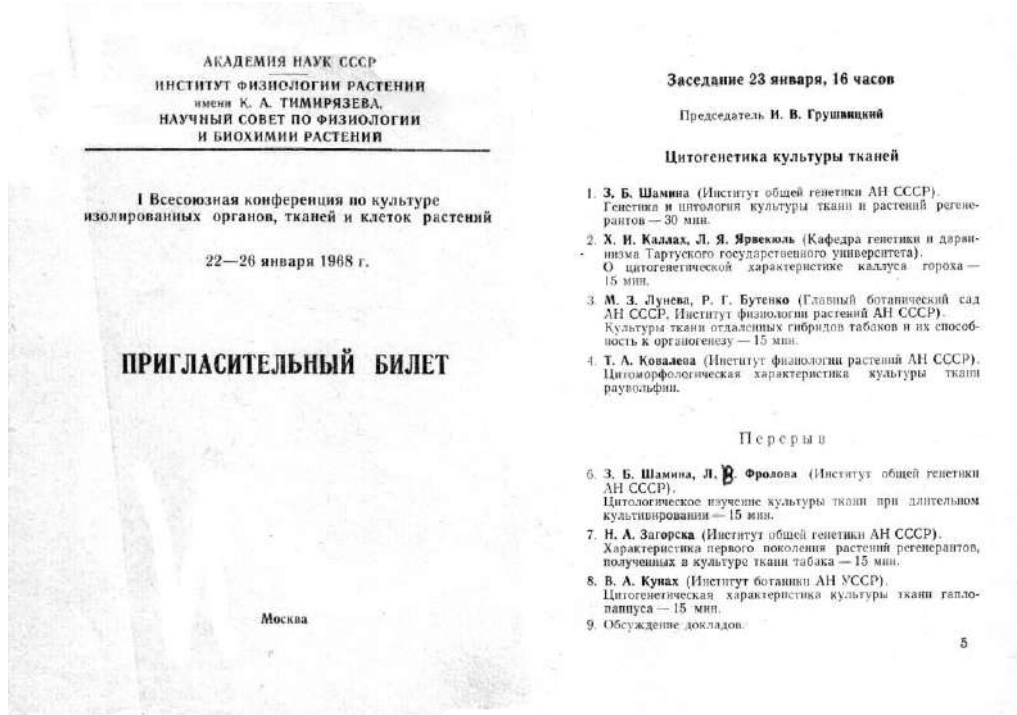 АКАДЕМИЯ НАУК СССР
ИНСТИТУТ ФИЗИОЛОГИИ РАСТЕНИЙ
имени К. А. ТИМИРЯЗЕВА,
НАУЧНЫЙ СОВЕТ ПО ФИЗИОЛОГИИ
И БИОХИМИИ РАСТЕНИЙ
I Всесоюзная конференция по культуре
изолированных органов, тканей и клеток растений
22—26 января 1968 г.
ПРИГЛАСИТЕЛЬНЫЙ БИЛЕТ
Москва
Заседание 23 января, 16 часов
Председатель И. В. Грушвицкий
Цитогенетика культуры тканей
1. З. Б. Шамина (Институт общей генетики АН СССР).
Генетика и цитология культуры ткани и растений регене-
рантов — 30 мин.
2. Х. И. Каллах, Л. Я. Ярвекюль (Кафедра генетики и дарви-
низма Тартуского государственного университета).
О цитогенетической характеристике каллуса гороха —
15 мин.
3. М. З. Лунева, Р. Г. Бутенко (Главный ботанический сад
АН СССР, Институт физиологии растений АН СССР).
Культуры ткани отдаленных гибридов табаков и их способ-
ность к органогенезу — 15 мин.
4. Т. А. Ковалева (Институт физиологии растений АН СССР).
Цитоморфологическая характеристика культуры ткани
раувольфии.
Перерыв
6. З. Б. Шамина, Л. В. Фролова (Институт общей генетики
АН СССР).
Цитологическое изучение культуры ткани при длительном
культивировании — 15 мин.
7. Н. А. Загорска (Институт общей генетики АН СССР).
Характеристика первого поколения растений регенерантов,
полученных в культуре ткани табака — 15 мин.
8. В. А. Кунах (Институт ботаники АН УССР).
Цитогенетическая характеристика культуры ткани гапло-
паппуса — 15 мин.
9. Обсуждение докладов.
5